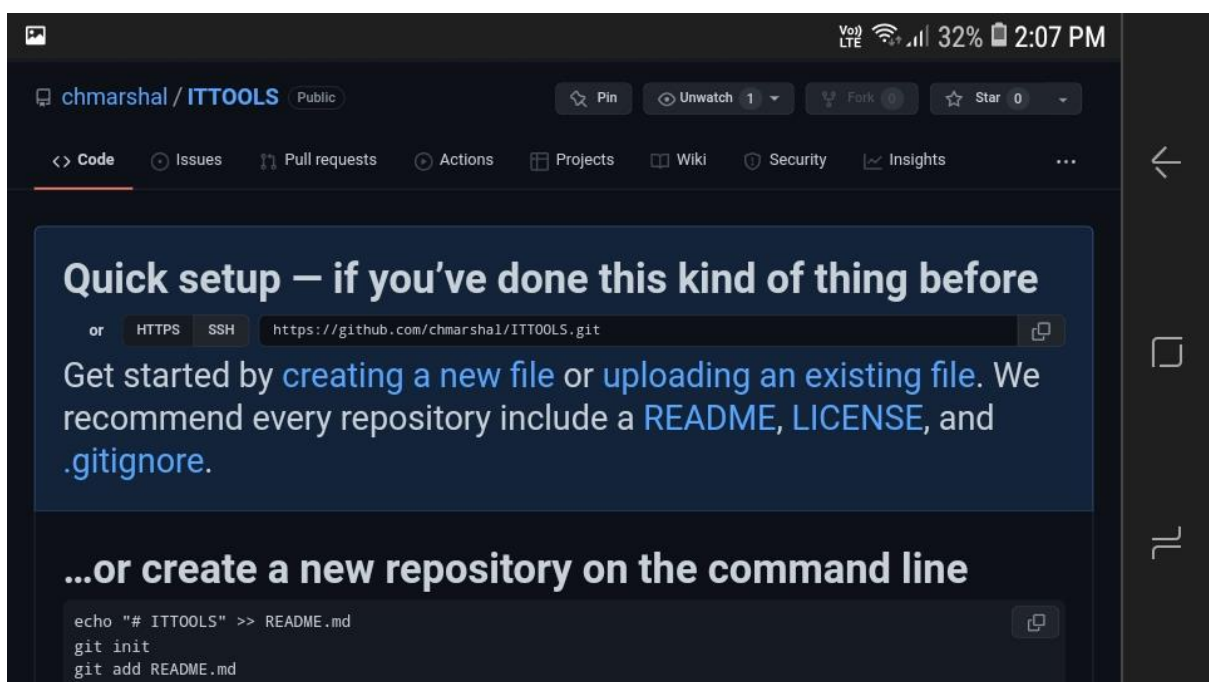 Vo)) LTE 32% 2:07 PM
chmarshal / ITTOOLS Public Pin Unwatch 1 Fork 0 Star 0
<> Code Issues Pull requests Actions Projects Wiki Security Insights ...
Quick setup — if you’ve done this kind of thing before
or HTTPS SSH https://github.com/chmarshal/ITTOOLS.git
Get started by creating a new file or uploading an existing file. We
recommend every repository include a README, LICENSE, and
.gitignore.
...or create a new repository on the command line
echo "# ITTOOLS" >> README.md
git init
git add README.md